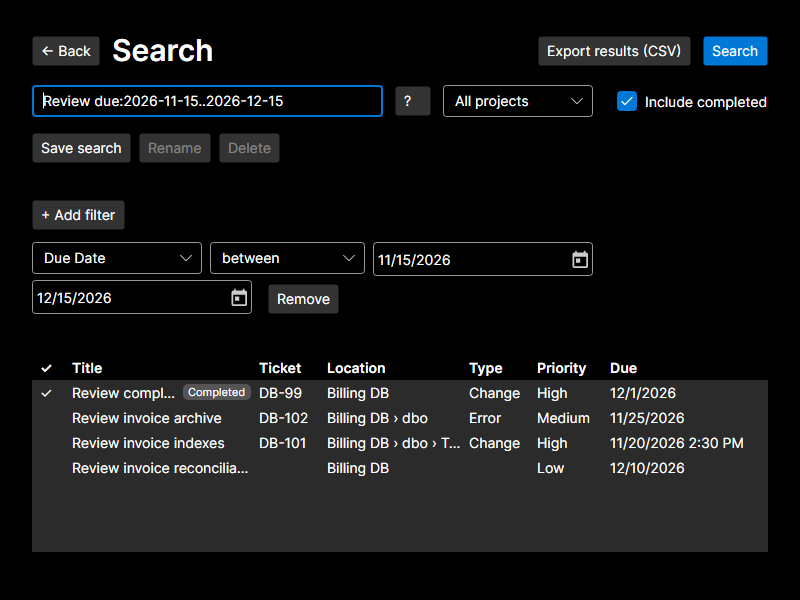 ← Back Search Export results (CSV) Search
Review due:2026-11-15..2026-12-15 ? All projects Include completed
Save search Rename Delete
+ Add filter
Due Date between 11/15/2026
12/15/2026 Remove
✓ Title Ticket Location Type Priority Due
✓ Review compl... Completed DB-99 Billing DB Change High 12/1/2026
Review invoice archive DB-102 Billing DB › dbo Error Medium 11/25/2026
Review invoice indexes DB-101 Billing DB › dbo › T... Change High 11/20/2026 2:30 PM
Review invoice reconcilia... Billing DB Low 12/10/2026